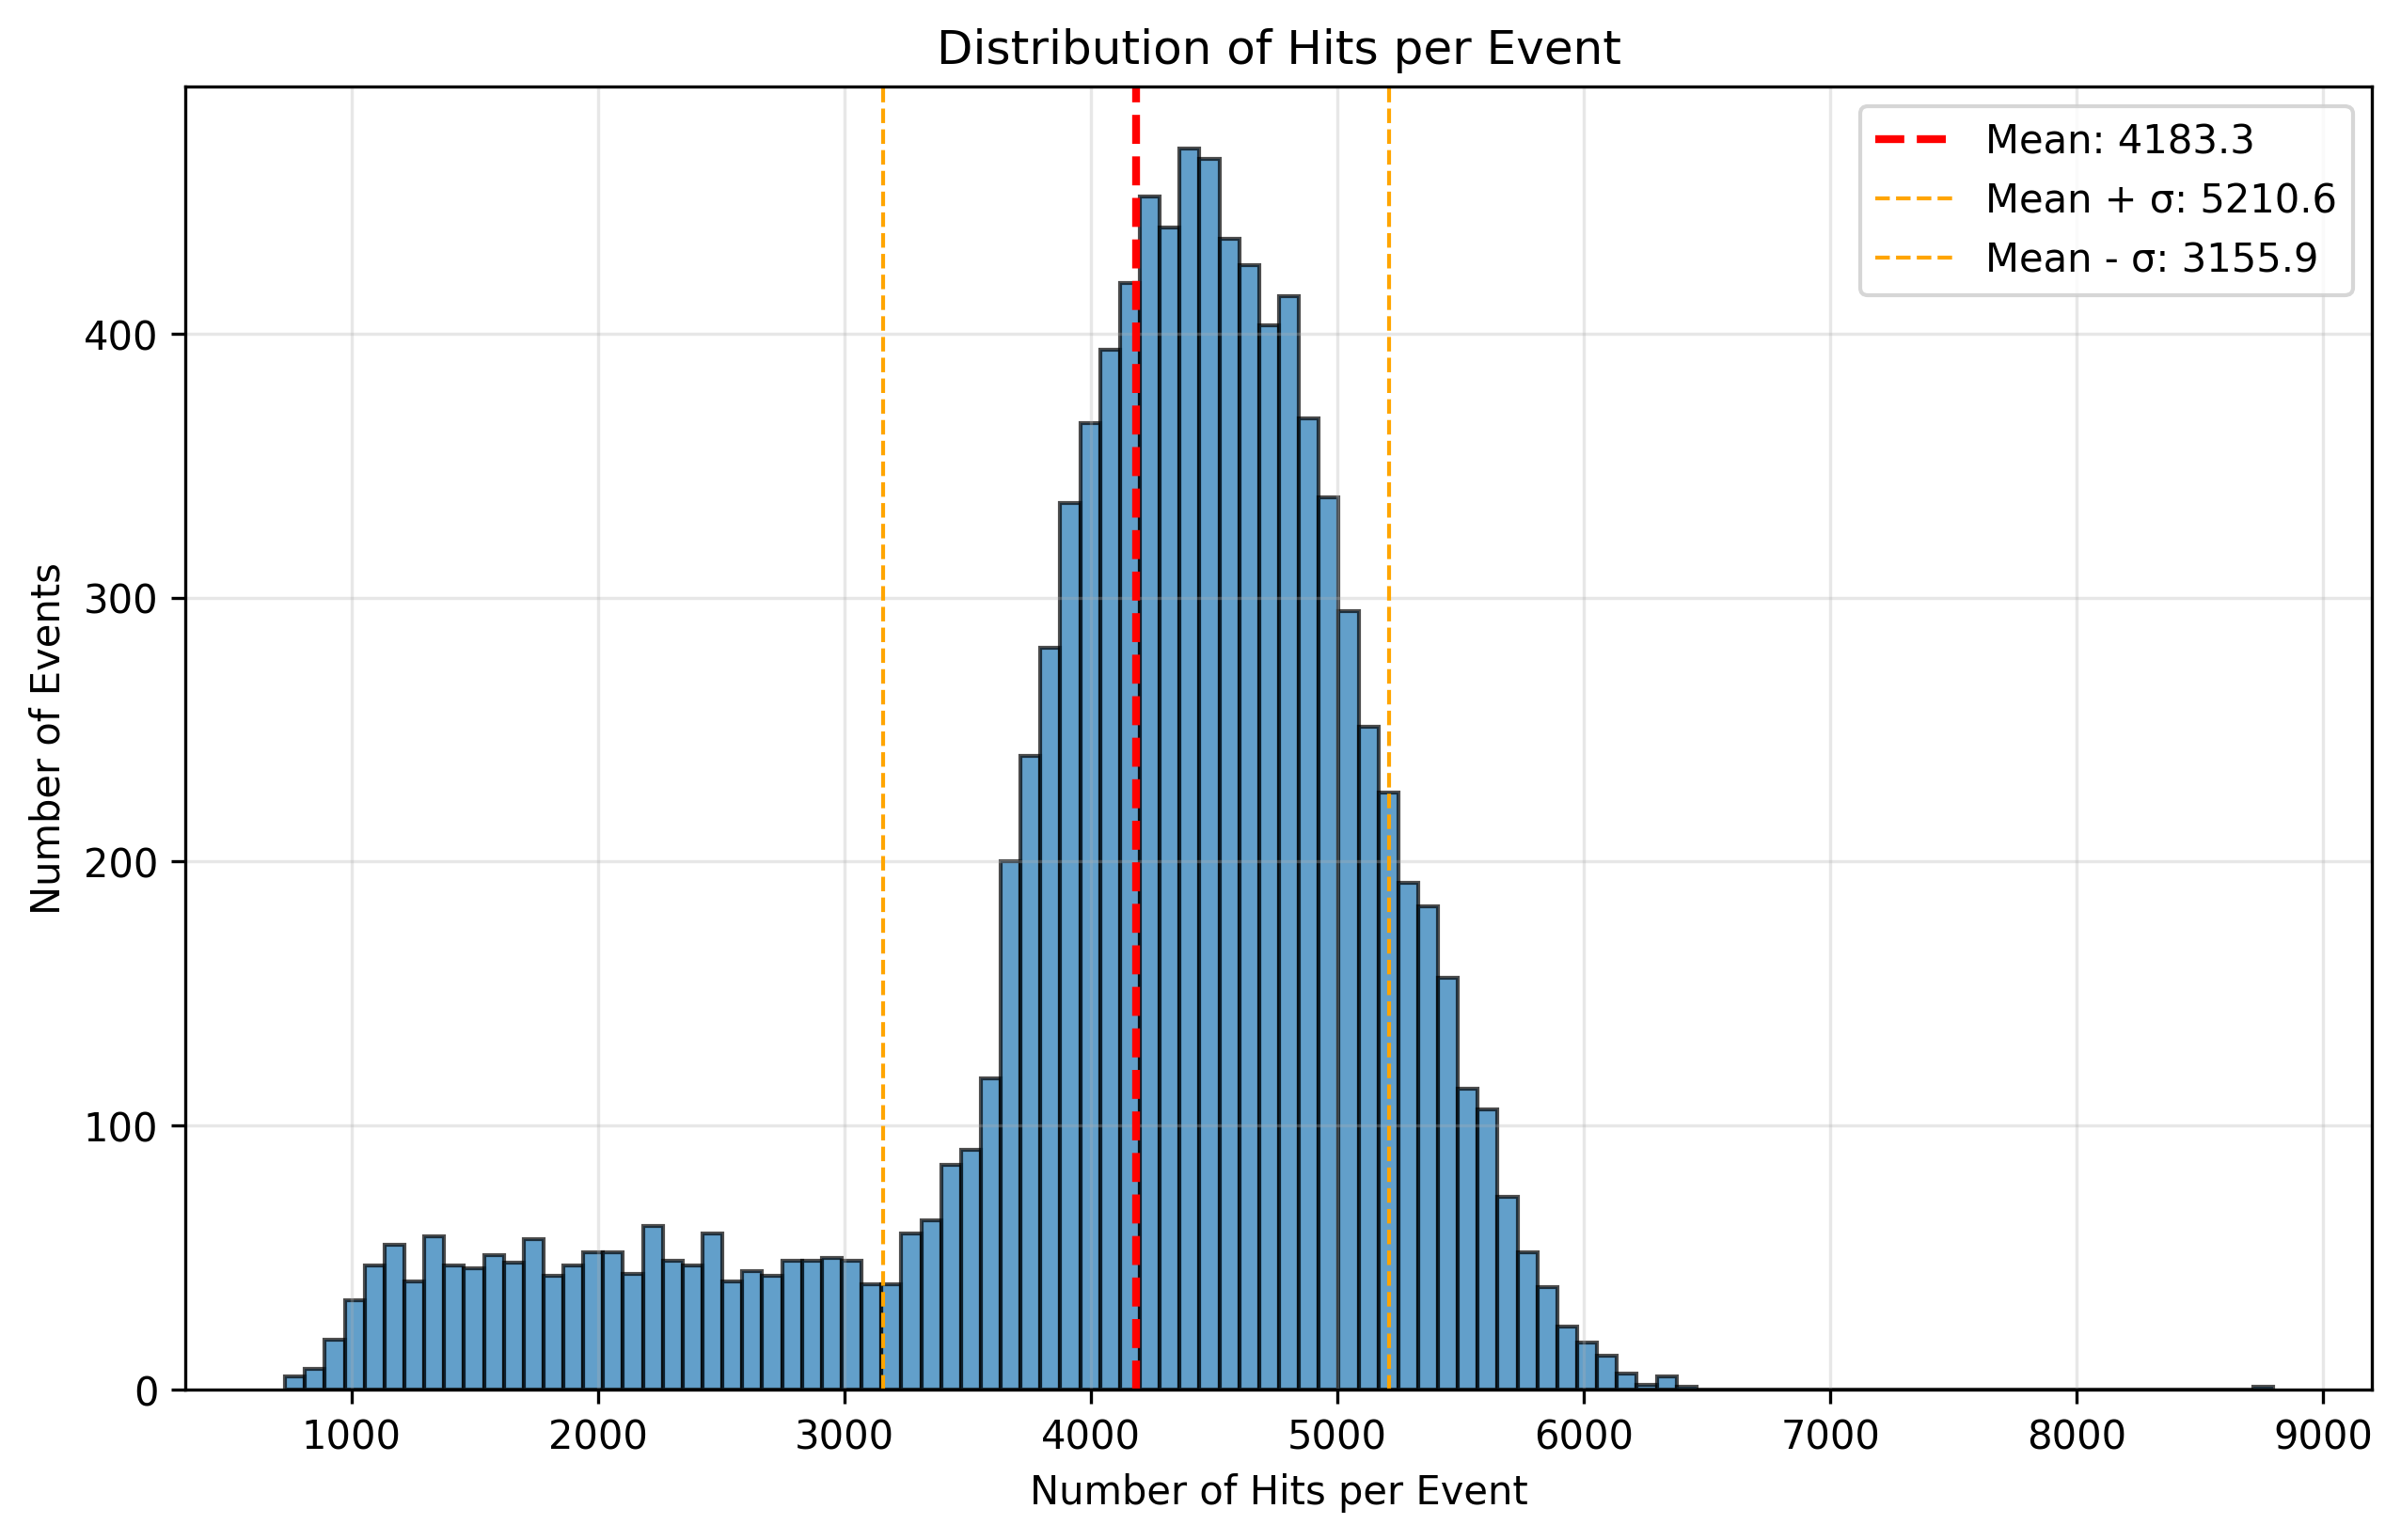 Distribution of Hits per Event
Mean: 4183.3
Mean + σ: 5210.6
Mean - σ: 3155.9
Number of Events
400
300
200
100
0
1000 2000 3000 4000 5000 6000 7000 8000 9000
Number of Hits per Event